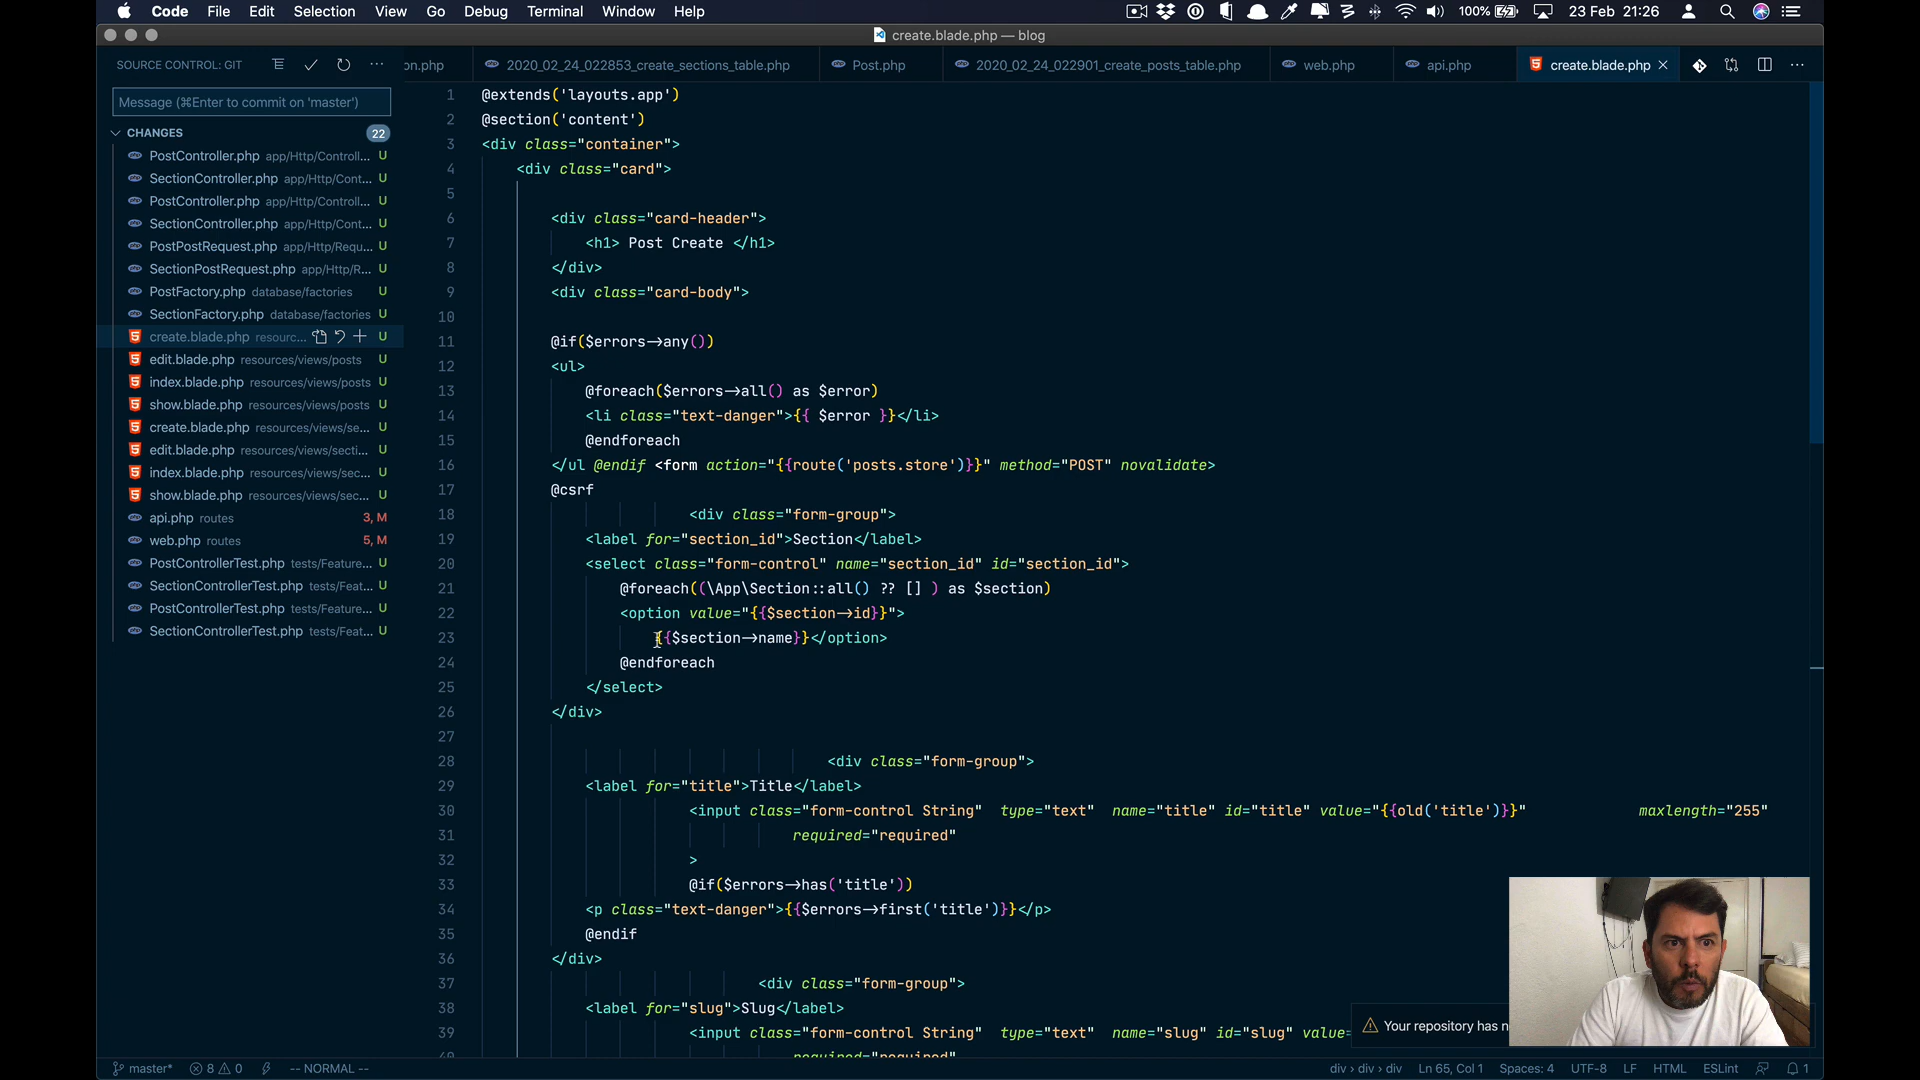 Code File Edit Selection View Go Debug Terminal Window Help
100% 23 Feb 21:26
create.blade.php — blog
SOURCE CONTROL: GIT
on.php
2020_02_24_022853_create_sections_table.php
Post.php
2020_02_24_022901_create_posts_table.php
web.php
api.php
create.blade.php
Message (⌘Enter to commit on 'master')
CHANGES 22
PostController.php app/Http/Controll... U
SectionController.php app/Http/Cont... U
PostController.php app/Http/Controll... U
SectionController.php app/Http/Cont... U
PostPostRequest.php app/Http/Requ... U
SectionPostRequest.php app/Http/R... U
PostFactory.php database/factories U
SectionFactory.php database/factories U
create.blade.php resourc... U
edit.blade.php resources/views/posts U
index.blade.php resources/views/posts U
show.blade.php resources/views/posts U
create.blade.php resources/views/se... U
edit.blade.php resources/views/secti... U
index.blade.php resources/views/sec... U
show.blade.php resources/views/sec... U
api.php routes 3, M
web.php routes 5, M
PostControllerTest.php tests/Feature... U
SectionControllerTest.php tests/Feat... U
PostControllerTest.php tests/Feature... U
SectionControllerTest.php tests/Feat... U
1 @extends('layouts.app')
2 @section('content')
3 <div class="container">
4 <div class="card">
5
6 <div class="card-header">
7 <h1> Post Create </h1>
8 </div>
9 <div class="card-body">
10
11 @if($errors->any())
12 <ul>
13 @foreach($errors->all() as $error)
14 <li class="text-danger">{{ $error }}</li>
15 @endforeach
16 </ul @endif <form action="{{route('posts.store')}}" method="POST" novalidate>
17 @csrf
18 <div class="form-group">
19 <label for="section_id">Section</label>
20 <select class="form-control" name="section_id" id="section_id">
21 @foreach((\App\Section::all() ?? [] ) as $section)
22 <option value="{{$section->id}}">
23 {{$section->name}}</option>
24 @endforeach
25 </select>
26 </div>
27
28 <div class="form-group">
29 <label for="title">Title</label>
30 <input class="form-control String" type="text" name="title" id="title" value="{{old('title')}}" maxlength="255"
31 required="required"
32 >
33 @if($errors->has('title'))
34 <p class="text-danger">{{$errors->first('title')}}</p>
35 @endif
36 </div>
37 <div class="form-group">
38 <label for="slug">Slug</label>
39 <input class="form-control String" type="text" name="slug" id="slug" value=
40 required="required"
Your repository has n
master* 8 0 -- NORMAL -- div › div › div Ln 65, Col 1 Spaces: 4 UTF-8 LF HTML ESLint 1